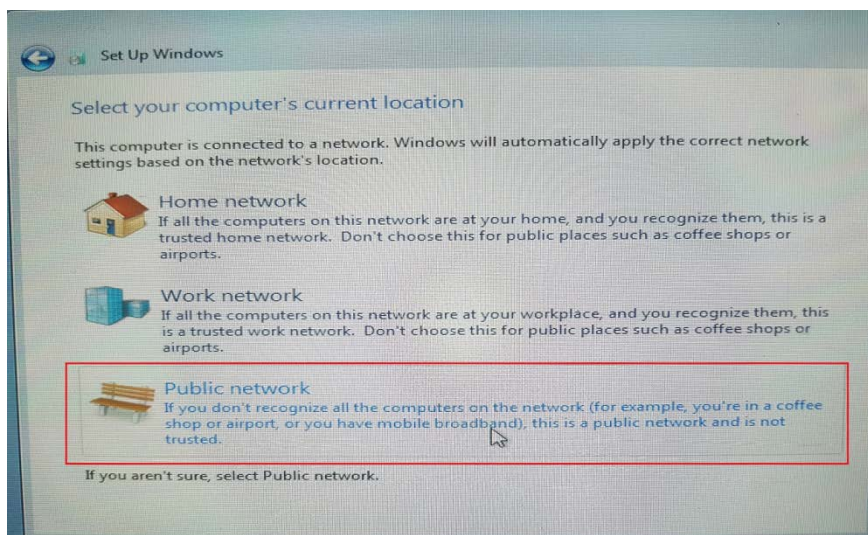 Set Up Windows
Select your computer's current location
This computer is connected to a network. Windows will automatically apply the correct network
settings based on the network's location.
Home network
If all the computers on this network are at your home, and you recognize them, this is a
trusted home network.  Don't choose this for public places such as coffee shops or
airports.
Work network
If all the computers on this network are at your workplace, and you recognize them, this
is a trusted work network.  Don't choose this for public places such as coffee shops or
airports.
Public network
If you don't recognize all the computers on the network (for example, you're in a coffee
shop or airport, or you have mobile broadband), this is a public network and is not
trusted.
If you aren't sure, select Public network.